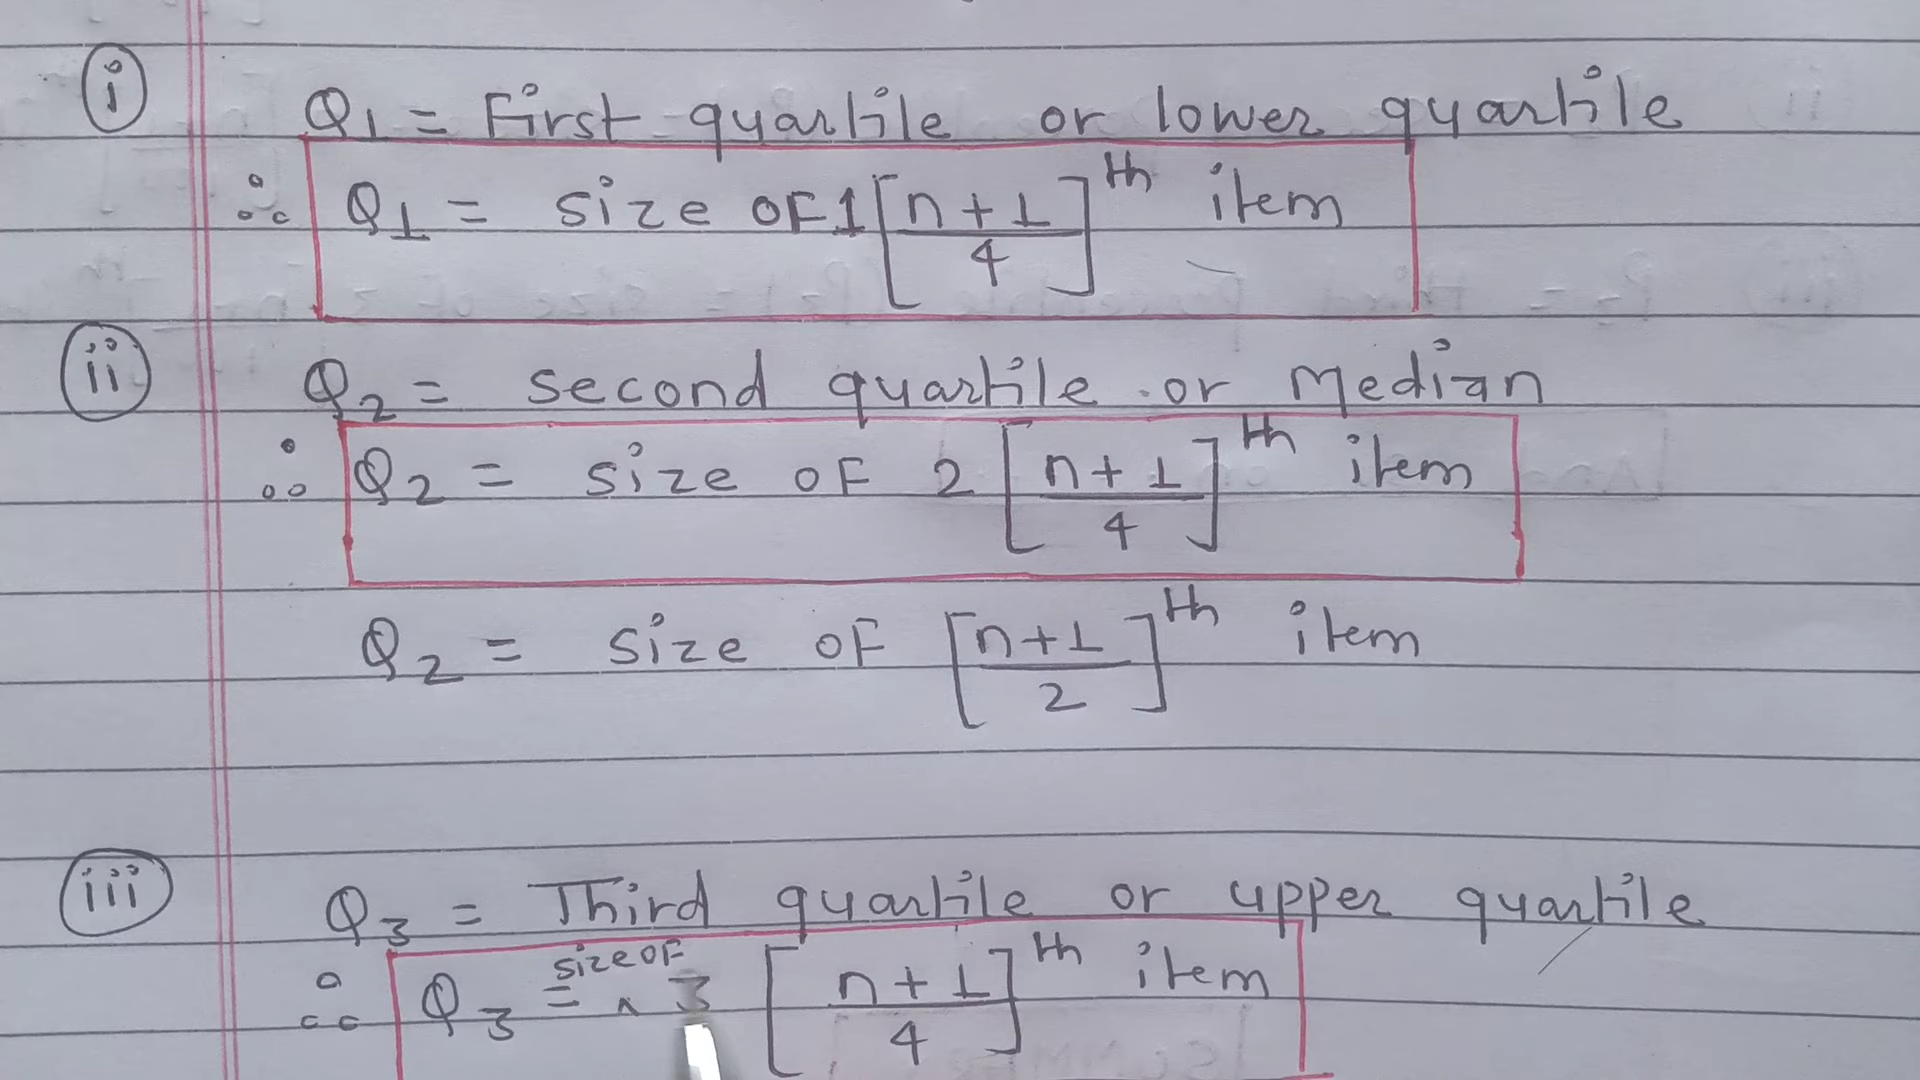 i Q1 = First quartile or lower quartile
∴ Q1 = size of 1 [n+1/4]th item
ii Q2 = second quartile or Median
∴ Q2 = size of 2 [n+1/4]th item
Q2 = size of [n+1/2]th item
iii Q3 = Third quartile or upper quartile
∴ Q3 = size of 3 [n+1/4]th item